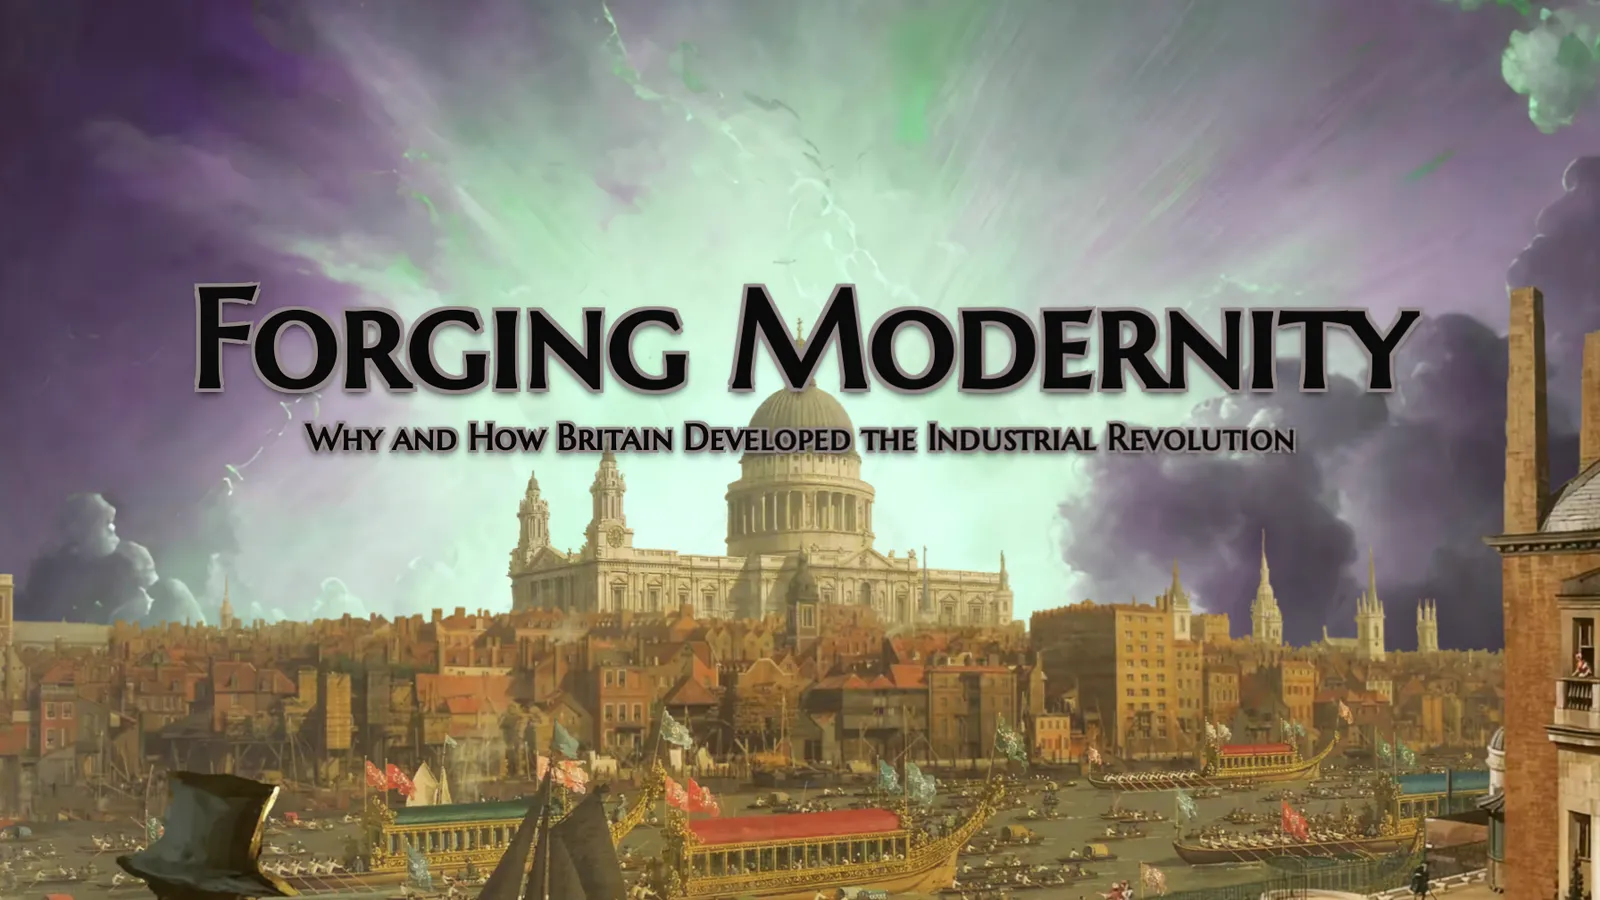 Forging Modernity
Why and How Britain Developed the Industrial Revolution